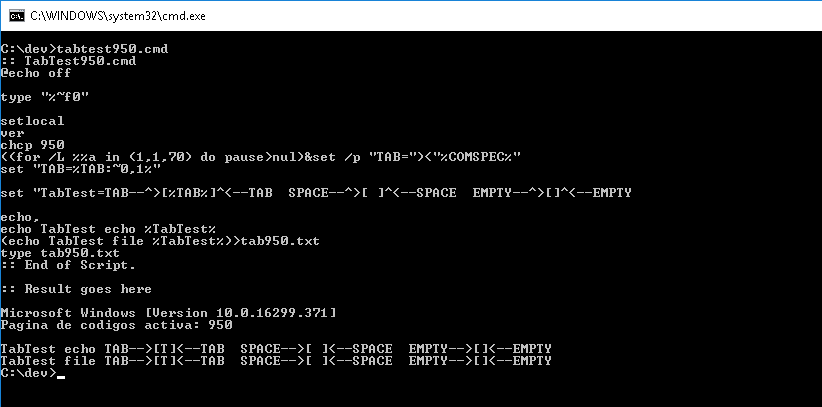 C:\WINDOWS\system32\cmd.exe
C:\dev>tabtest950.cmd
:: TabTest950.cmd
@echo off
type "%~f0"
setlocal
ver
chcp 950
((for /L %%a in (1,1,70) do pause>nul)&set /p "TAB=")<"%COMSPEC%"
set "TAB=%TAB:~0,1%"
set "TabTest=TAB--^>[%TAB%]^<--TAB  SPACE--^>[ ]^<--SPACE  EMPTY--^>[]^<--EMPTY
echo,
echo TabTest echo %TabTest%
(echo TabTest file %TabTest%)>tab950.txt
type tab950.txt
:: End of Script.
:: Result goes here
Microsoft Windows [Version 10.0.16299.371]
Pagina de codigos activa: 950
TabTest echo TAB-->[T]<--TAB  SPACE-->[ ]<--SPACE  EMPTY-->[]<--EMPTY
TabTest file TAB-->[T]<--TAB  SPACE-->[ ]<--SPACE  EMPTY-->[]<--EMPTY
C:\dev>_